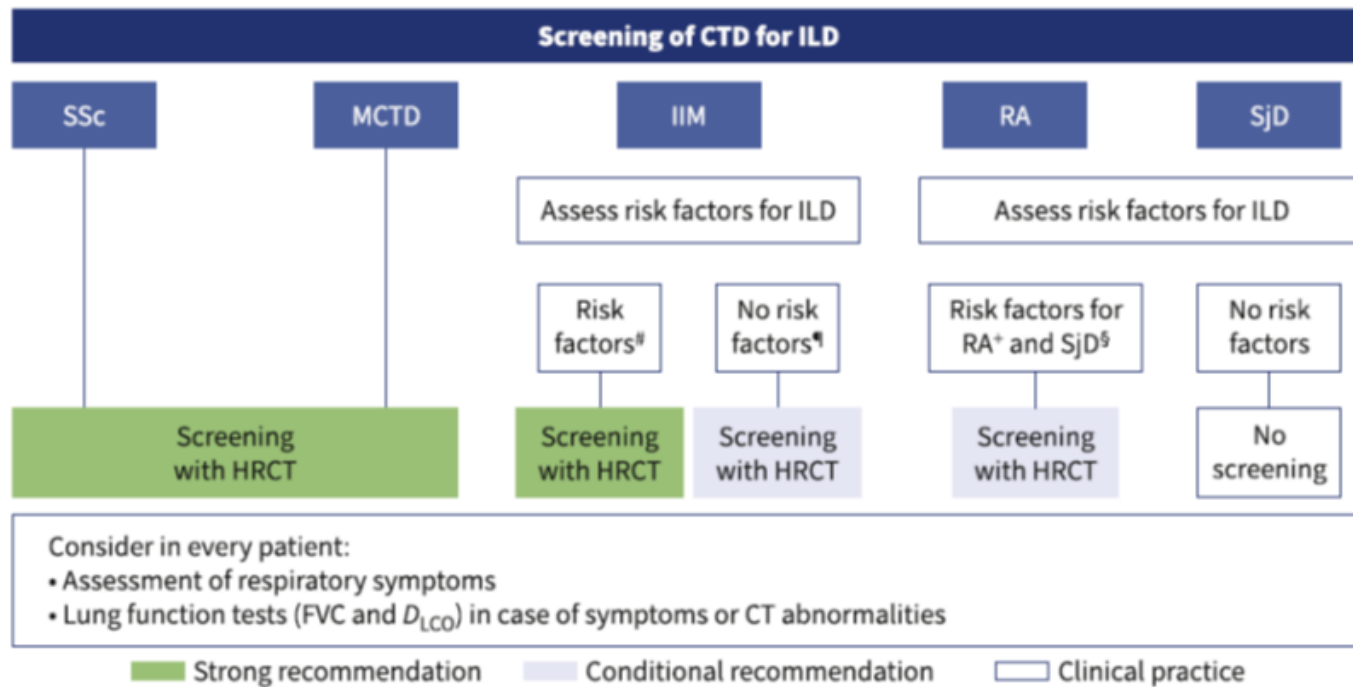 Screening of CTD for ILD
SSc
MCTD
IIM
RA
SjD
Assess risk factors for ILD
Assess risk factors for ILD
Risk
factors#
No risk
factors¶
Risk factors for
RA+ and SjD§
No risk
factors
Screening
with HRCT
Screening
with HRCT
Screening
with HRCT
Screening
with HRCT
No
screening
Consider in every patient:
• Assessment of respiratory symptoms
• Lung function tests (FVC and DLCO) in case of symptoms or CT abnormalities
Strong recommendation
Conditional recommendation
Clinical practice